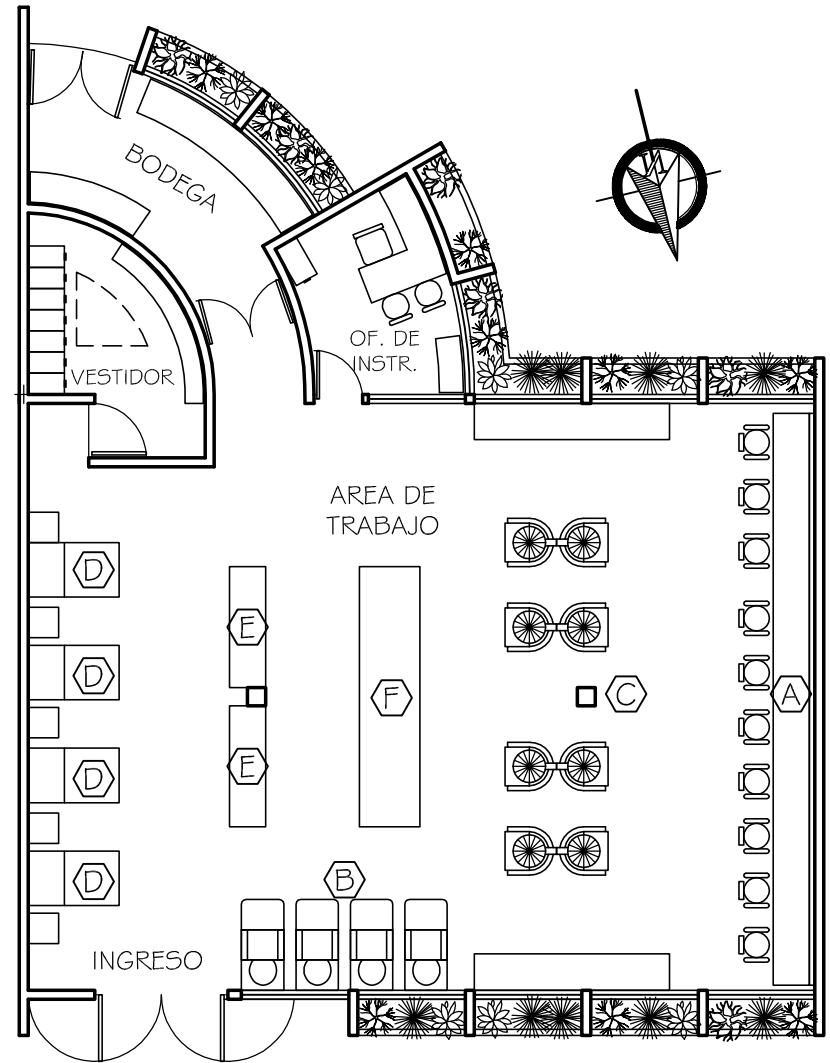 N
BODEGA
OF. DE
INSTR.
VESTIDOR
AREA DE
TRABAJO
D
E
D
F
C
A
E
D
D
B
INGRESO